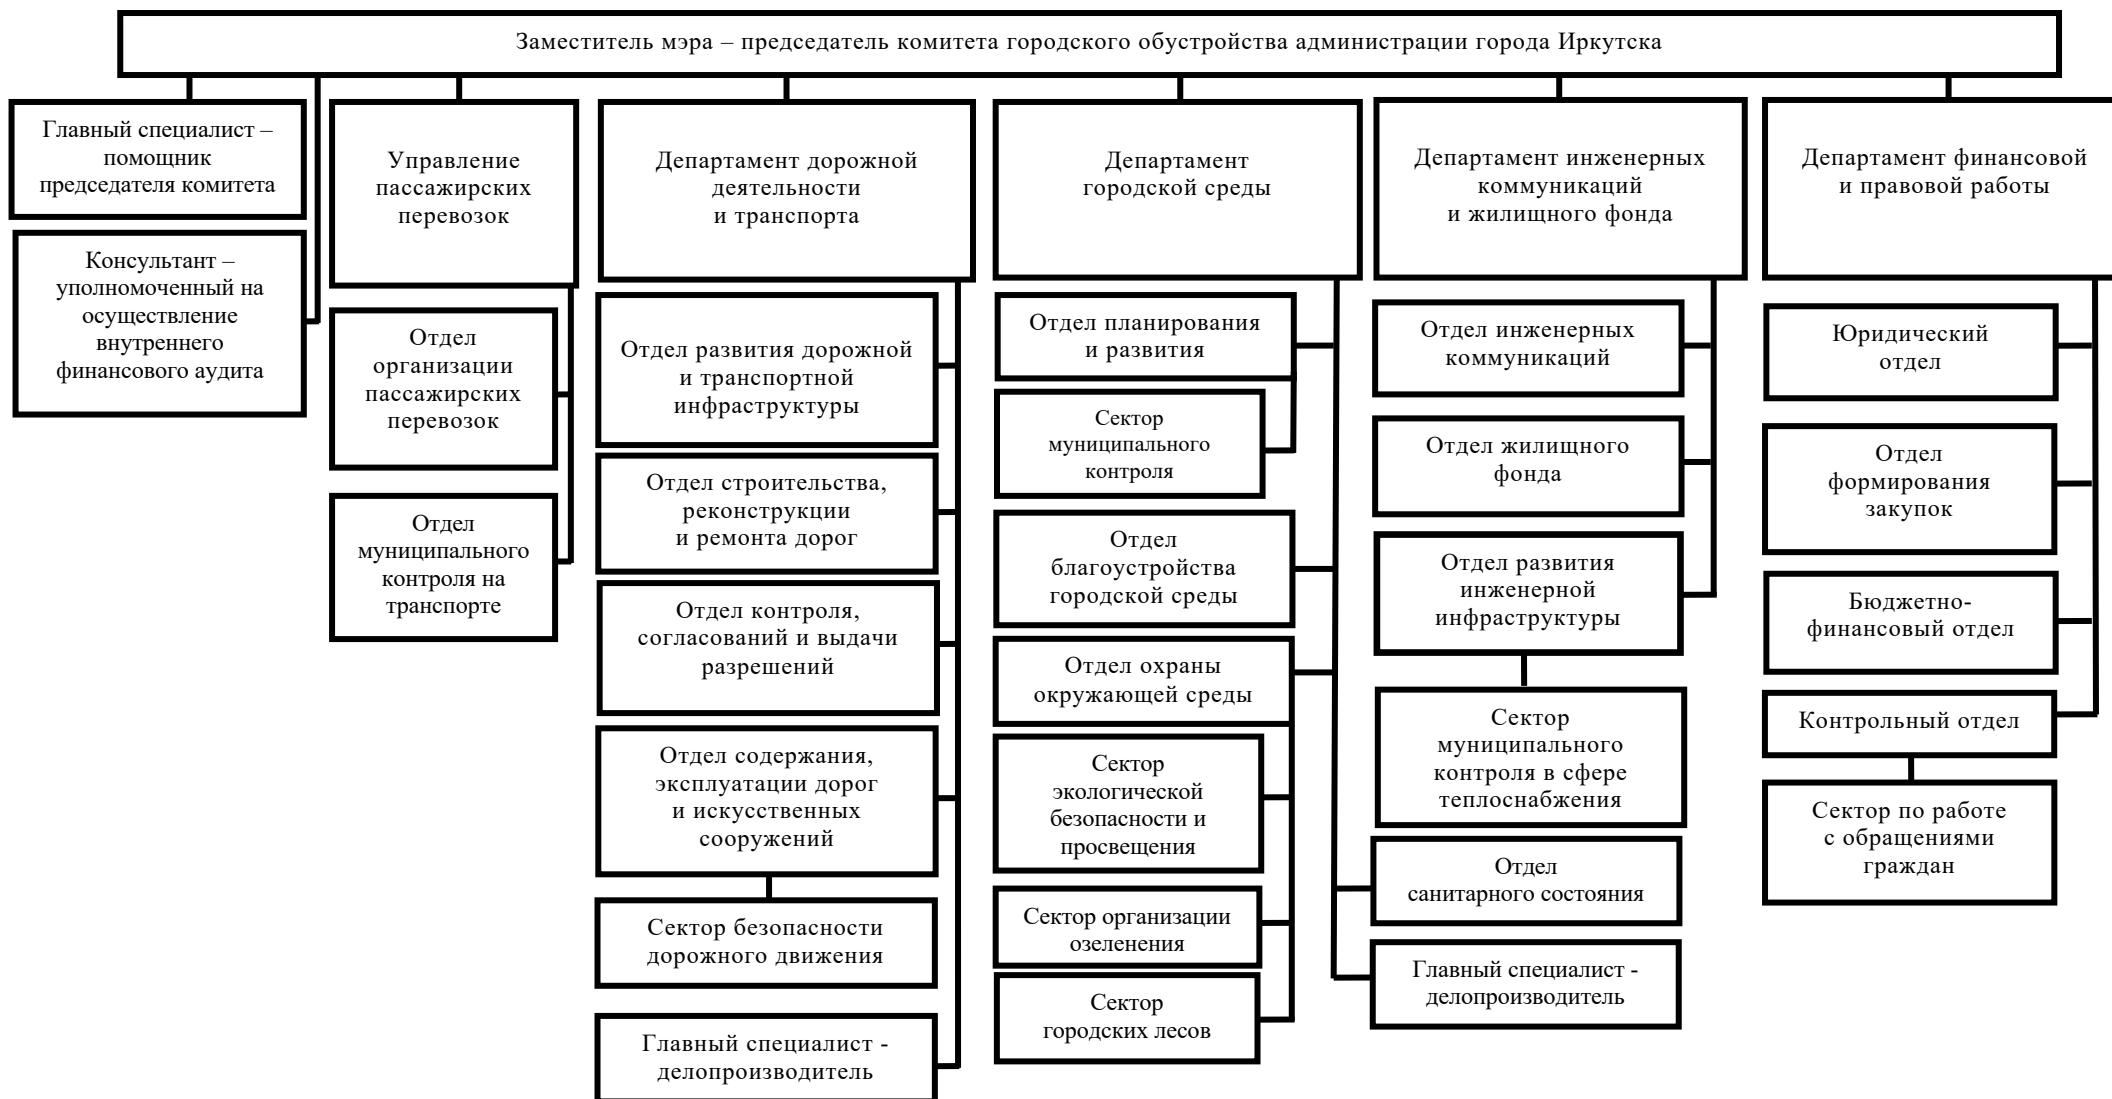 Заместитель мэра – председатель комитета городского обустройства администрации города Иркутска
Главный специалист –
помощник
председателя комитета
Консультант –
уполномоченный на
осуществление
внутреннего
финансового аудита
Управление
пассажирских
перевозок
Отдел
организации
пассажирских
перевозок
Отдел
муниципального
контроля на
транспорте
Департамент дорожной
деятельности
и транспорта
Отдел развития дорожной
и транспортной
инфраструктуры
Отдел строительства,
реконструкции
и ремонта дорог
Отдел контроля,
согласований и выдачи
разрешений
Отдел содержания,
эксплуатации дорог
и искусственных
сооружений
Сектор безопасности
дорожного движения
Главный специалист -
делопроизводитель
Департамент
городской среды
Отдел планирования
и развития
Сектор
муниципального
контроля
Отдел
благоустройства
городской среды
Отдел охраны
окружающей среды
Сектор
экологической
безопасности и
просвещения
Сектор организации
озеленения
Сектор
городских лесов
Департамент инженерных
коммуникаций
и жилищного фонда
Отдел инженерных
коммуникаций
Отдел жилищного
фонда
Отдел развития
инженерной
инфраструктуры
Сектор
муниципального
контроля в сфере
теплоснабжения
Отдел
санитарного состояния
Главный специалист -
делопроизводитель
Департамент финансовой
и правовой работы
Юридический
отдел
Отдел
формирования
закупок
Бюджетно-
финансовый отдел
Контрольный отдел
Сектор по работе
с обращениями
граждан